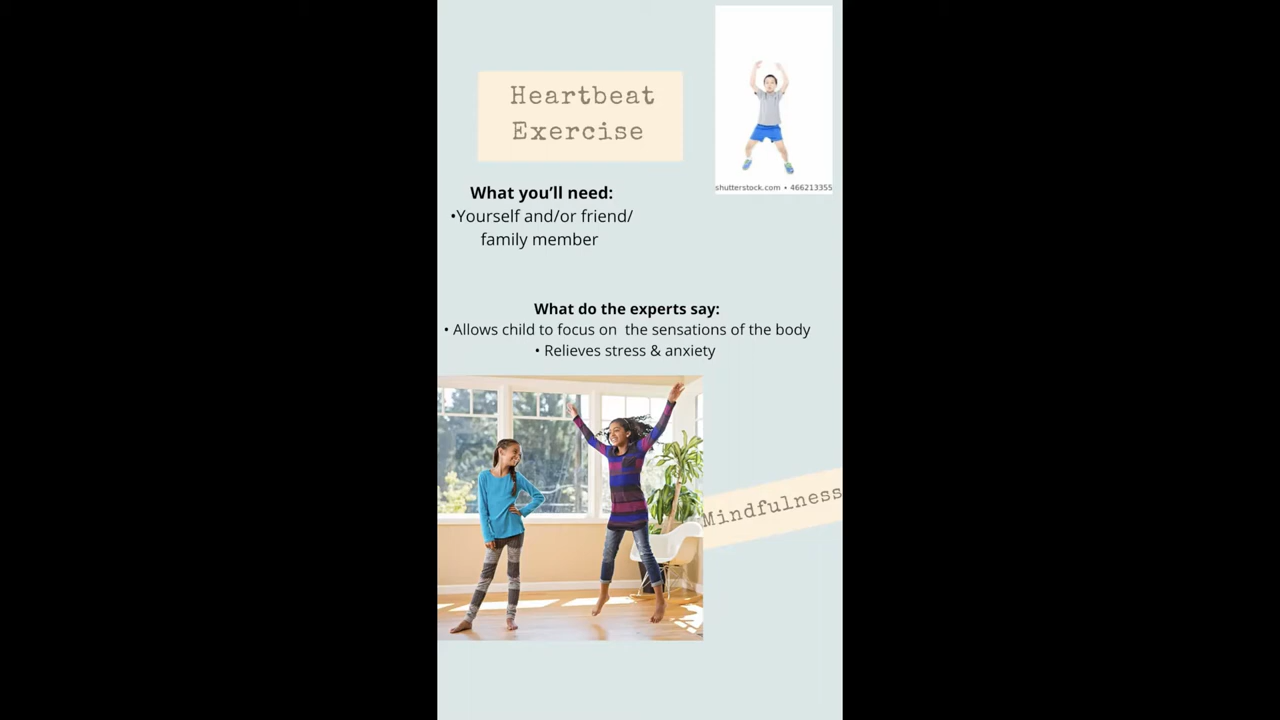 Heartbeat
Exercise
shutterstock.com • 466213355
What you'll need:
•Yourself and/or friend/
family member
What do the experts say:
• Allows child to focus on  the sensations of the body
• Relieves stress & anxiety
Mindfulness